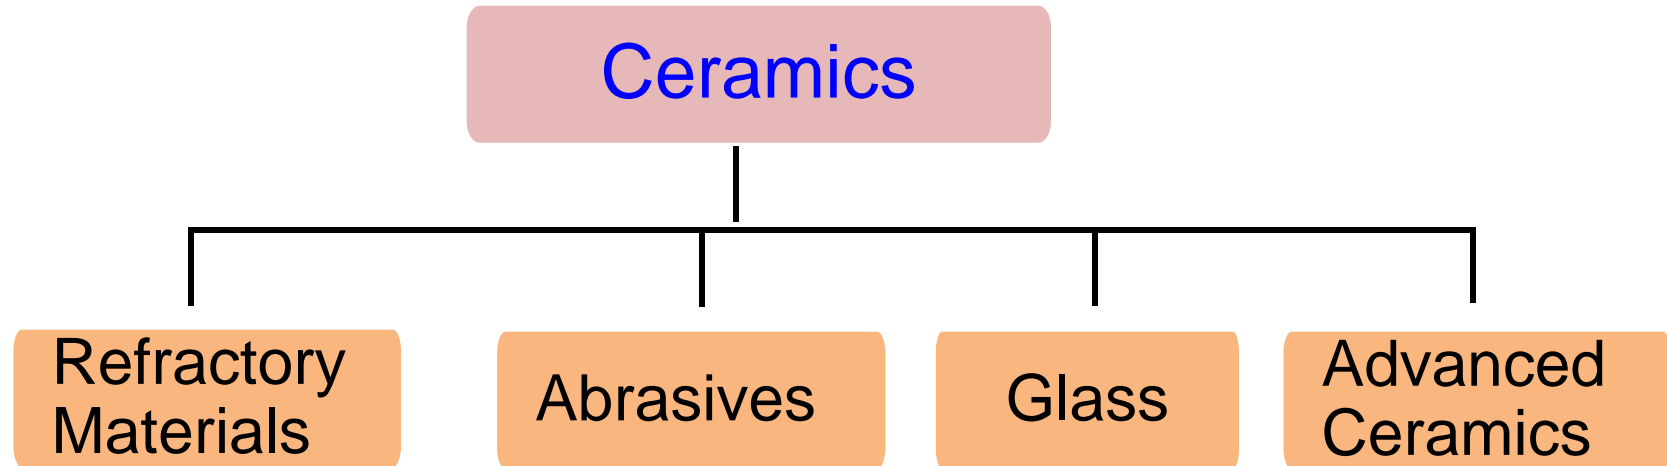 Ceramics
Refractory
Materials
Abrasives
Glass
Advanced
Ceramics